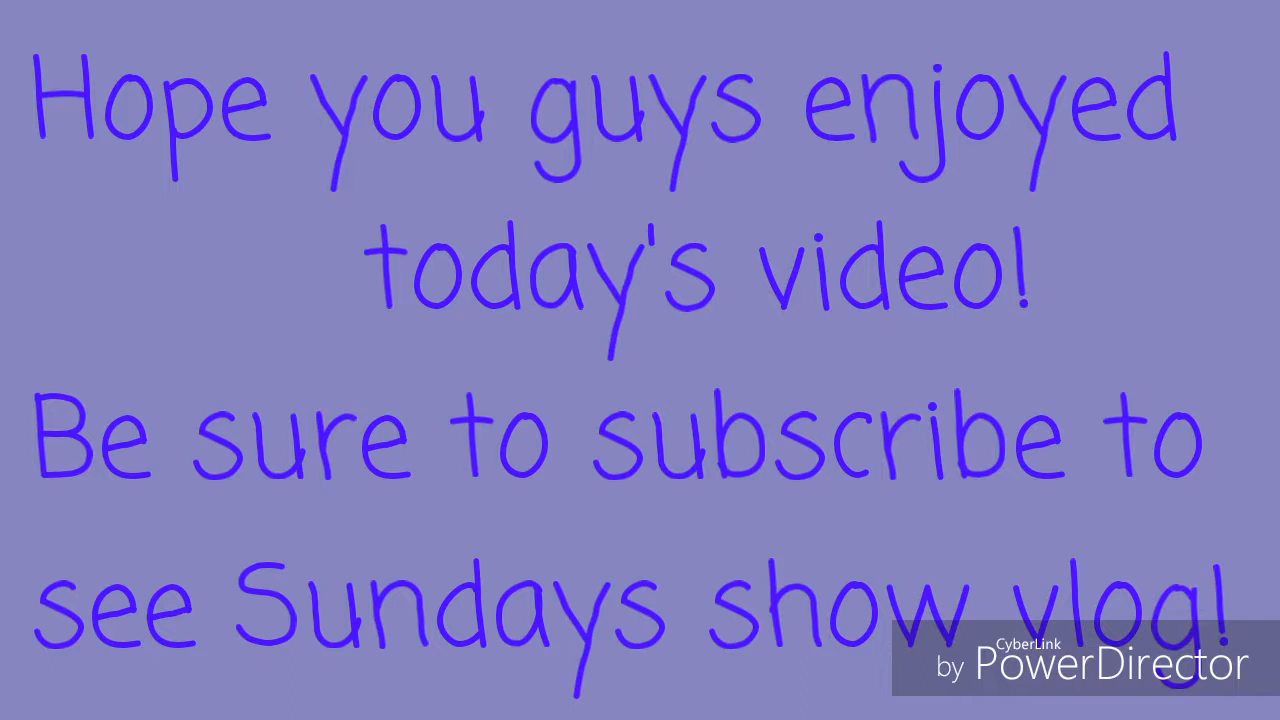 Hope you guys enjoyed
today's video!
Be sure to subscribe to
see Sundays show vlog!
CyberLink
by PowerDirector